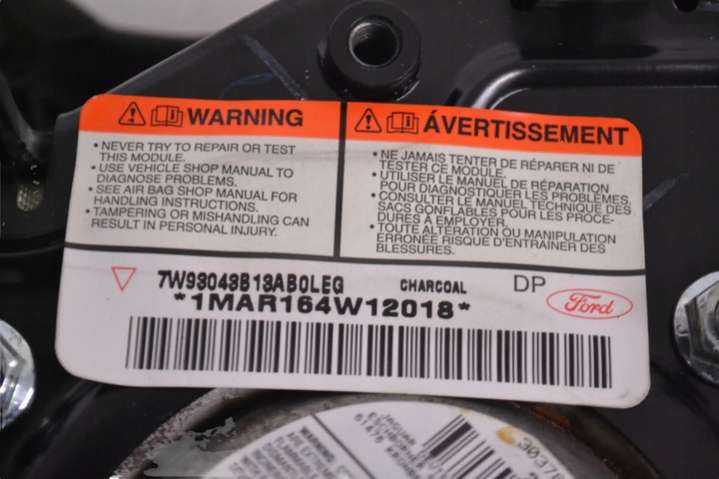 WARNING
• NEVER TRY TO REPAIR OR TEST
THIS MODULE.
• USE VEHICLE SHOP MANUAL TO
DIAGNOSE PROBLEMS.
• SEE AIR BAG SHOP MANUAL FOR
HANDLING INSTRUCTIONS.
• TAMPERING OR MISHANDLING CAN
RESULT IN PERSONAL INJURY.
ÁVERTISSEMENT
• NE JAMAIS TENTER DE RÉPARER NI DE
TESTER CE MODULE.
• UTILISER LE MANUEL DE RÉPARATION
POUR DIAGNOSTIQUER LES PROBLÈMES.
• CONSULTER LE MANUEL TECHNIQUE DES
SACS GONFLABLES POUR LES PROCE-
DURES À EMPLOYER.
• TOUTE ALTÉRATION OU MANIPULATION
ERRONÉE RISQUE D'ENTRAÎNER DES
BLESSURES.
7W93043B13AB0LEG CHARCOAL DP Ford
*1MAR164W12018*
WARNING:
JAGUAR